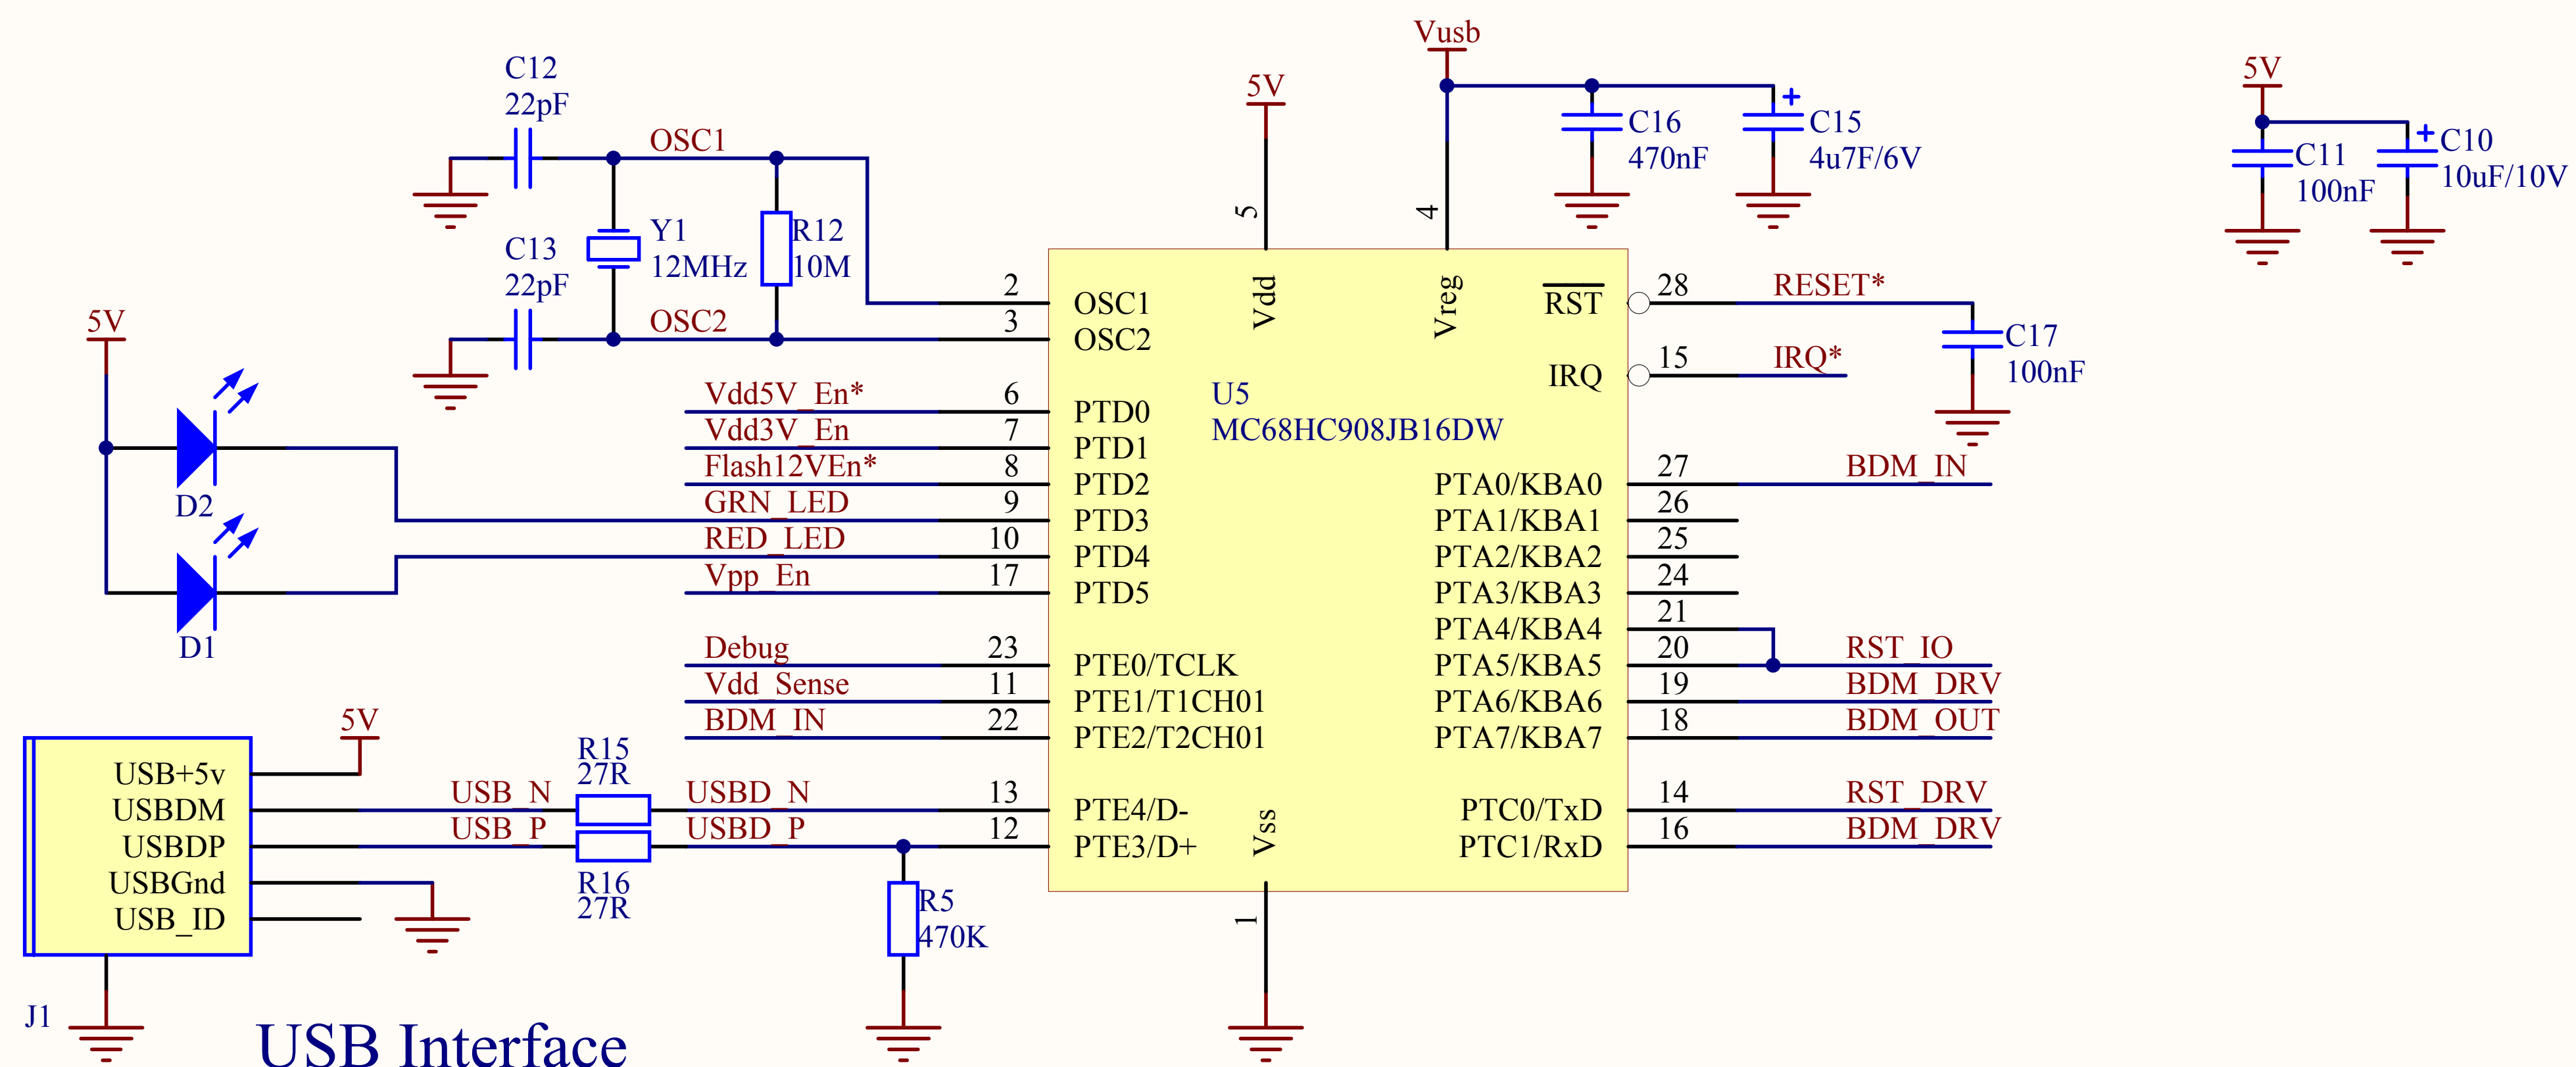 Vusb
5V
C12
22pF
OSC1
C13
22pF
Y1
12MHz
R12
10M
OSC2
5V
5
4
C16
470nF
C15
4u7F/6V
+
5V
C11
100nF
C10
10uF/10V
+
5V
D2
D1
2
OSC1
3
OSC2
Vdd
Vreg
U5
MC68HC908JB16DW
Vdd5V_En*
6
PTD0
Vdd3V_En
7
PTD1
Flash12VEn*
8
PTD2
GRN_LED
9
PTD3
RED_LED
10
PTD4
Vpp_En
17
PTD5
Debug
23
PTE0/TCLK
Vdd_Sense
11
PTE1/T1CH01
BDM_IN
22
PTE2/T2CH01
USBD_N
13
PTE4/D-
USBD_P
12
PTE3/D+
RST
28
RESET*
IRQ
15
IRQ*
C17
100nF
PTA0/KBA0
27
BDM_IN
PTA1/KBA1
26
PTA2/KBA2
25
PTA3/KBA3
24
PTA4/KBA4
21
PTA5/KBA5
20
RST_IO
PTA6/KBA6
19
BDM_DRV
PTA7/KBA7
18
BDM_OUT
PTC0/TxD
14
RST_DRV
PTC1/RxD
16
BDM_DRV
Vss
1
5V
USB+5v
USBDM
USBDP
USBGnd
USB_ID
J1
USB_N
USB_P
R15
27R
R16
27R
R5
470K
USB Interface